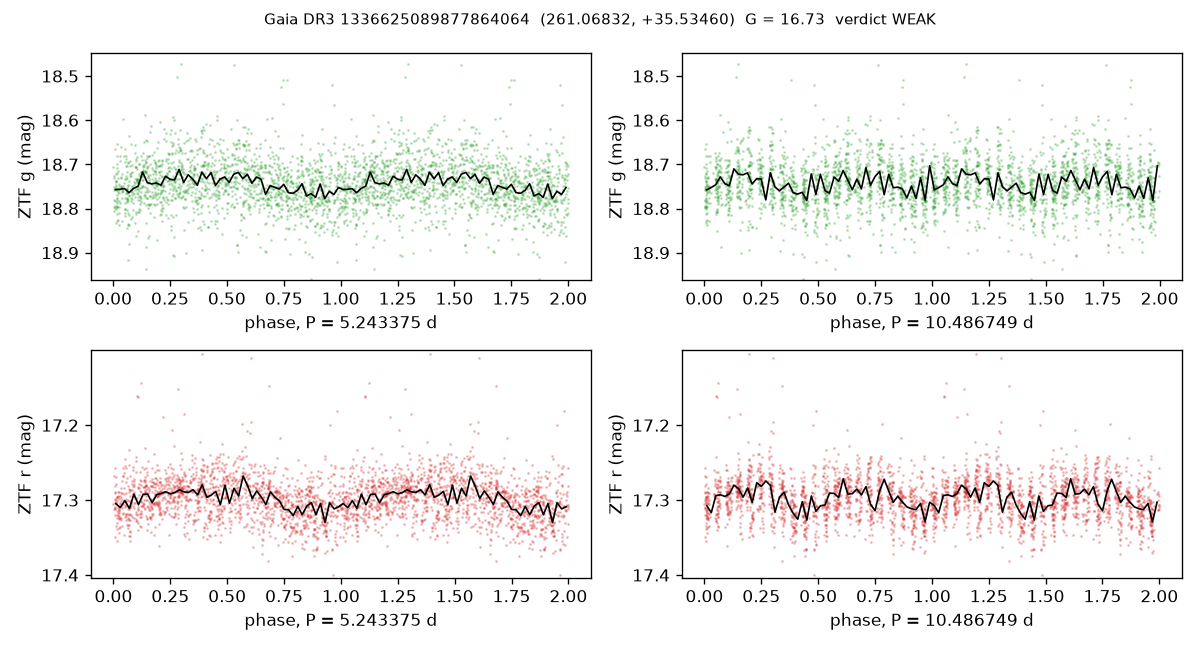 Gaia DR3 1336625089877864064  (261.06832, +35.53460)  G = 16.73  verdict WEAK
ZTF g (mag)
18.5
18.6
18.7
18.8
18.9
0.00 0.25 0.50 0.75 1.00 1.25 1.50 1.75 2.00
phase, P = 5.243375 d
ZTF g (mag)
18.5
18.6
18.7
18.8
18.9
0.00 0.25 0.50 0.75 1.00 1.25 1.50 1.75 2.00
phase, P = 10.486749 d
ZTF r (mag)
17.2
17.3
17.4
0.00 0.25 0.50 0.75 1.00 1.25 1.50 1.75 2.00
phase, P = 5.243375 d
ZTF r (mag)
17.2
17.3
17.4
0.00 0.25 0.50 0.75 1.00 1.25 1.50 1.75 2.00
phase, P = 10.486749 d